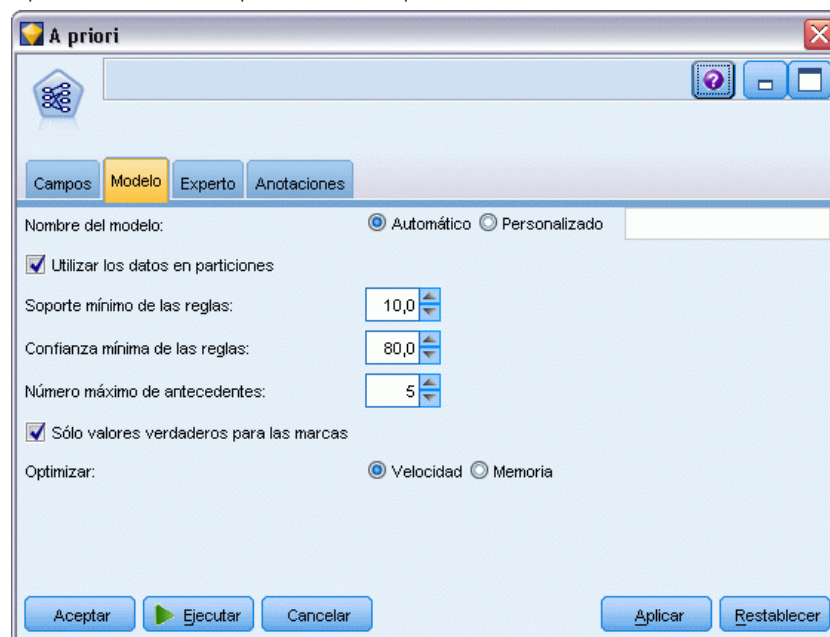 A priori
Campos Modelo Experto Anotaciones
Nombre del modelo: Automático Personalizado
Utilizar los datos en particiones
Soporte mínimo de las reglas: 10,0
Confianza mínima de las reglas: 80,0
Número máximo de antecedentes: 5
Sólo valores verdaderos para las marcas
Optimizar: Velocidad Memoria
Aceptar Ejecutar Cancelar Aplicar Restablecer